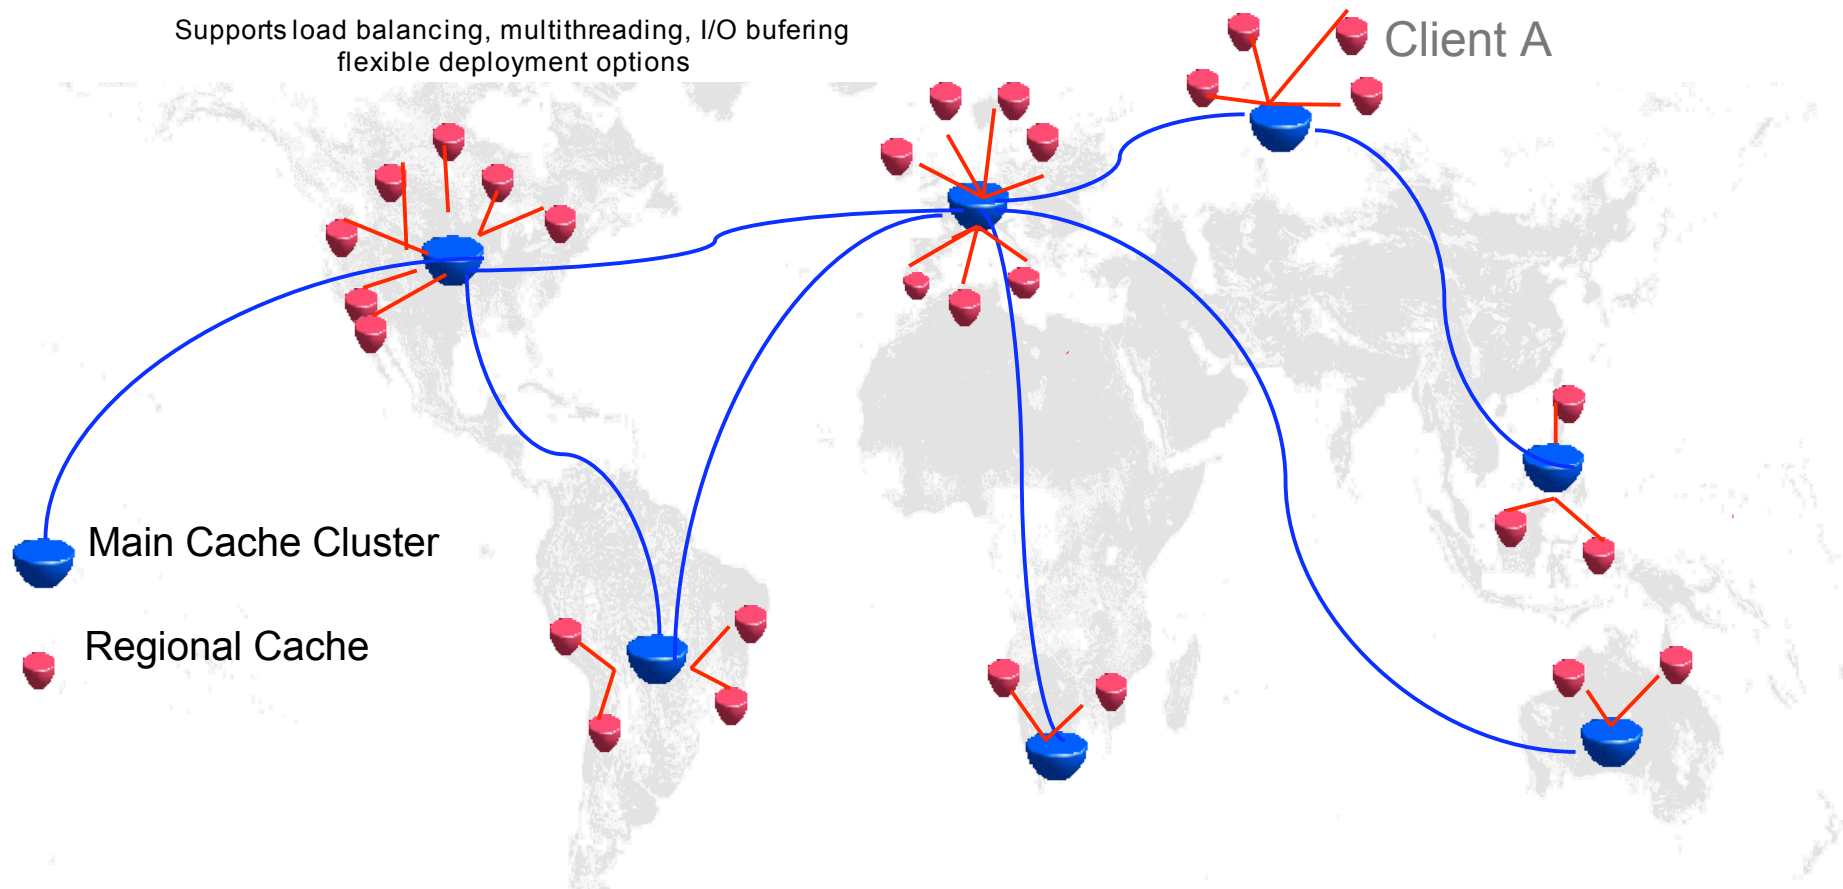 Supports load balancing, multithreading, I/O bufering
flexible deployment options
Client A
Main Cache Cluster
Regional Cache